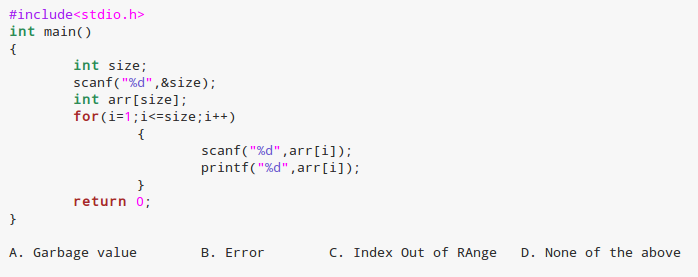 #include<stdio.h>
int main()
{
int size;
scanf("%d",&size);
int arr[size];
for(i=1;i<=size;i++)
{
scanf("%d",arr[i]);
printf("%d",arr[i]);
}
return 0;
}
A. Garbage value B. Error C. Index Out of RAnge D. None of the above